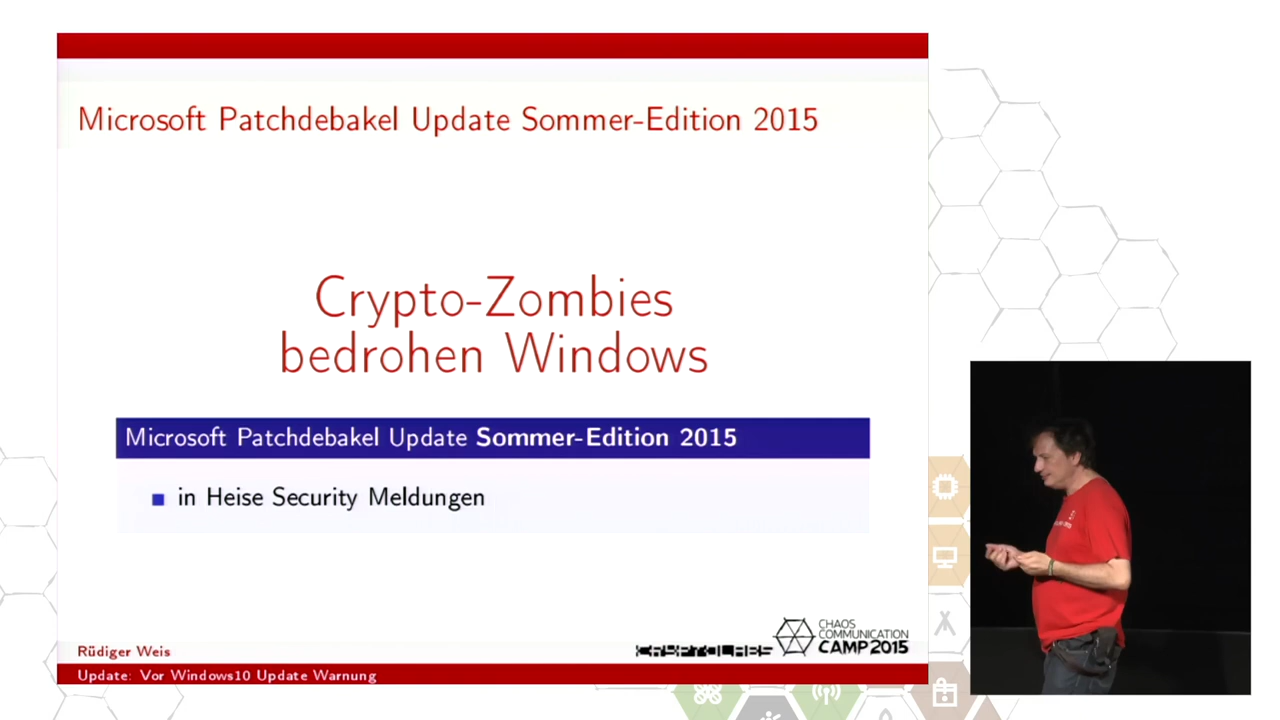 Microsoft Patchdebakel Update Sommer-Edition 2015
Crypto-Zombies
bedrohen Windows
Microsoft Patchdebakel Update Sommer-Edition 2015
in Heise Security Meldungen
Rüdiger Weis
CRYPTOLABS
CHAOS
COMMUNICATION
CAMP 2015
Update: Vor Windows10 Update Warnung